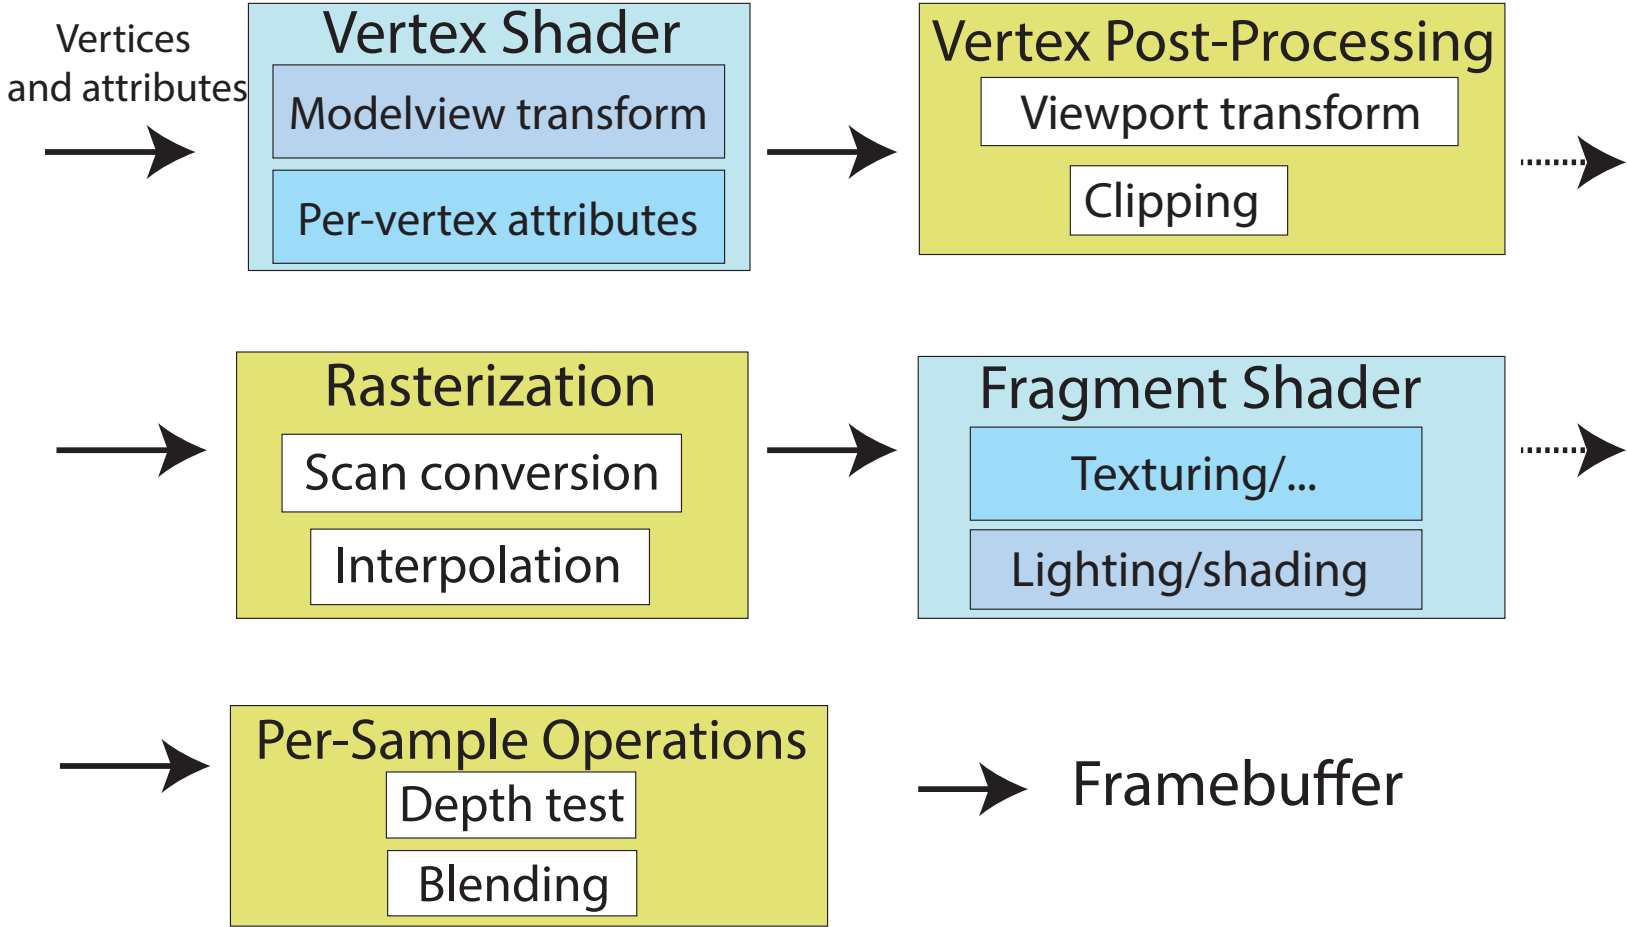 Vertices
and attributes
Vertex Shader
Modelview transform
Per-vertex attributes
Vertex Post-Processing
Viewport transform
Clipping
Rasterization
Scan conversion
Interpolation
Fragment Shader
Texturing/...
Lighting/shading
Per-Sample Operations
Depth test
Blending
Framebuffer